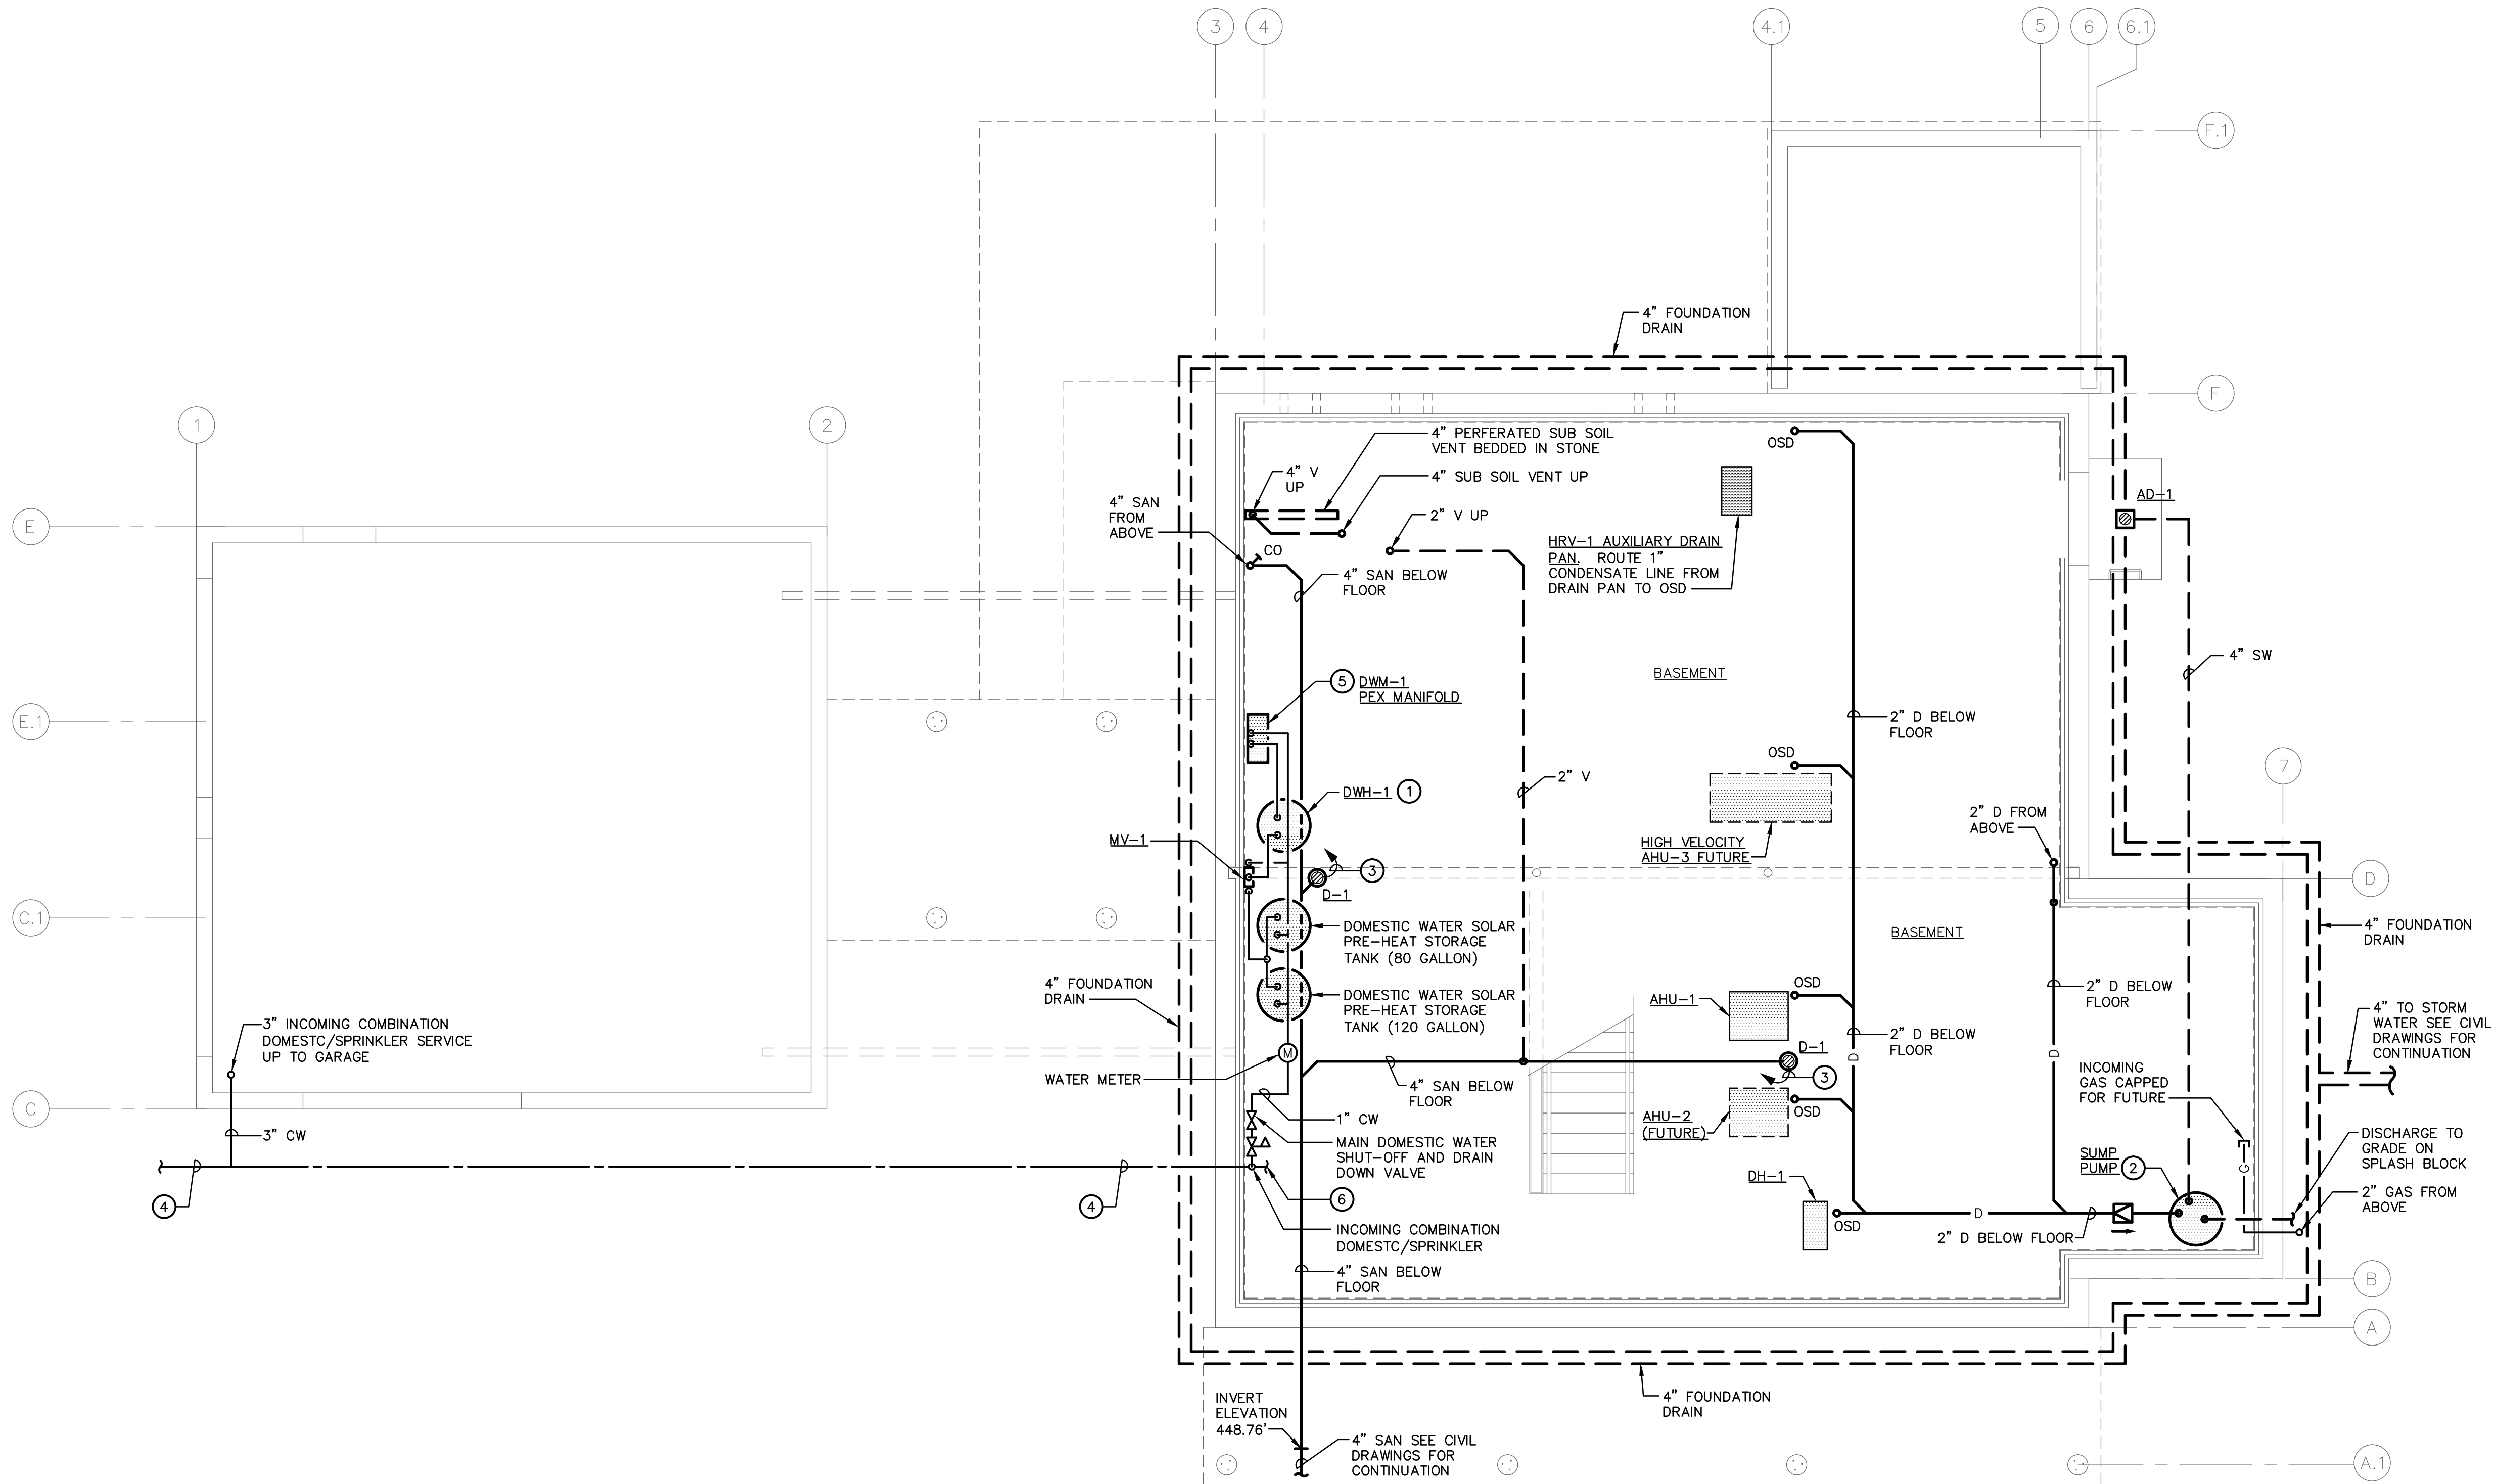 3
4
4.1
5
6
6.1
F.1
4” FOUNDATION
DRAIN
F
1
2
4” PERFERATED SUB SOIL
VENT BEDDED IN STONE
OSD
4” V
UP
4” SUB SOIL VENT UP
4” SAN
FROM
ABOVE
AD-1
E
2” V UP
CO
HRV-1 AUXILIARY DRAIN
PAN. ROUTE 1”
CONDENSATE LINE FROM
DRAIN PAN TO OSD
4” SAN BELOW
FLOOR
4” SW
BASEMENT
5
DWM-1
PEX MANIFOLD
E.1
2” D BELOW
FLOOR
OSD
7
2” V
DWH-1
1
2” D FROM
ABOVE
MV-1
HIGH VELOCITY
AHU-3 FUTURE
3
D
D-1
C.1
DOMESTIC WATER SOLAR
PRE-HEAT STORAGE
TANK (80 GALLON)
BASEMENT
4” FOUNDATION
DRAIN
4” FOUNDATION
DRAIN
OSD
2” D BELOW
FLOOR
DOMESTIC WATER SOLAR
PRE-HEAT STORAGE
TANK (120 GALLON)
AHU-1
4” TO STORM
WATER SEE CIVIL
DRAWINGS FOR
CONTINUATION
3” INCOMING COMBINATION
DOMESTC/SPRINKLER SERVICE
UP TO GARAGE
2” D BELOW
FLOOR
D-1
M
D
D
WATER METER
3
INCOMING
GAS CAPPED
FOR FUTURE
4” SAN BELOW
FLOOR
C
1” CW
AHU-2
(FUTURE)
OSD
3” CW
MAIN DOMESTIC WATER
SHUT-OFF AND DRAIN
DOWN VALVE
DISCHARGE TO
GRADE ON
SPLASH BLOCK
SUMP
PUMP
2
G
DH-1
4
4
6
2” GAS FROM
ABOVE
INCOMING COMBINATION
DOMESTC/SPRINKLER
OSD
D
2” D BELOW FLOOR
4” SAN BELOW
FLOOR
B
A
INVERT
ELEVATION
448.76'
4” FOUNDATION
DRAIN
4” SAN SEE CIVIL
DRAWINGS FOR
CONTINUATION
A.1